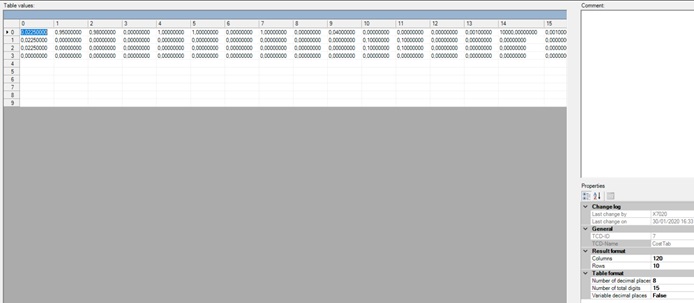 Table values:
0 1 2 3 4 5 6 7 8 9 10 11 12 13 14 15
0 0.02250000 0.95000000 0.98000000 0.00000000 1.00000000 1.00000000 0.00000000 1.00000000 0.00000000 0.04000000 0.00000000 0.00000000 0.00000000 0.00100000 10000.00000000 0.001000
1 0.02250000 0.00000000 0.00000000 0.00000000 0.00000000 0.00000000 0.00000000 0.00000000 0.00000000 0.00000000 0.10000000 0.10000000 0.00000000 0.00000000 0.00000000 0.000000
2 0.02250000 0.00000000 0.00000000 0.00000000 0.00000000 0.00000000 0.00000000 0.00000000 0.00000000 0.00000000 0.10000000 0.10000000 0.00000000 0.00000000 0.00000000 0.000000
3 0.00000000 0.00000000 0.00000000 0.00000000 0.00000000 0.00000000 0.00000000 0.00000000 0.00000000 0.00000000 0.00000000 0.00000000 0.00000000 0.00000000 0.00000000 0.000000
4
5
6
7
8
9
Comment:
Properties
Change log
Last change by X7020
Last change on 30/01/2020 16:33
General
TCD-ID 7
TCD-Name CostTab
Result format
Columns 120
Rows 10
Table format
Number of decimal places 8
Number of total digits 15
Variable decimal places False